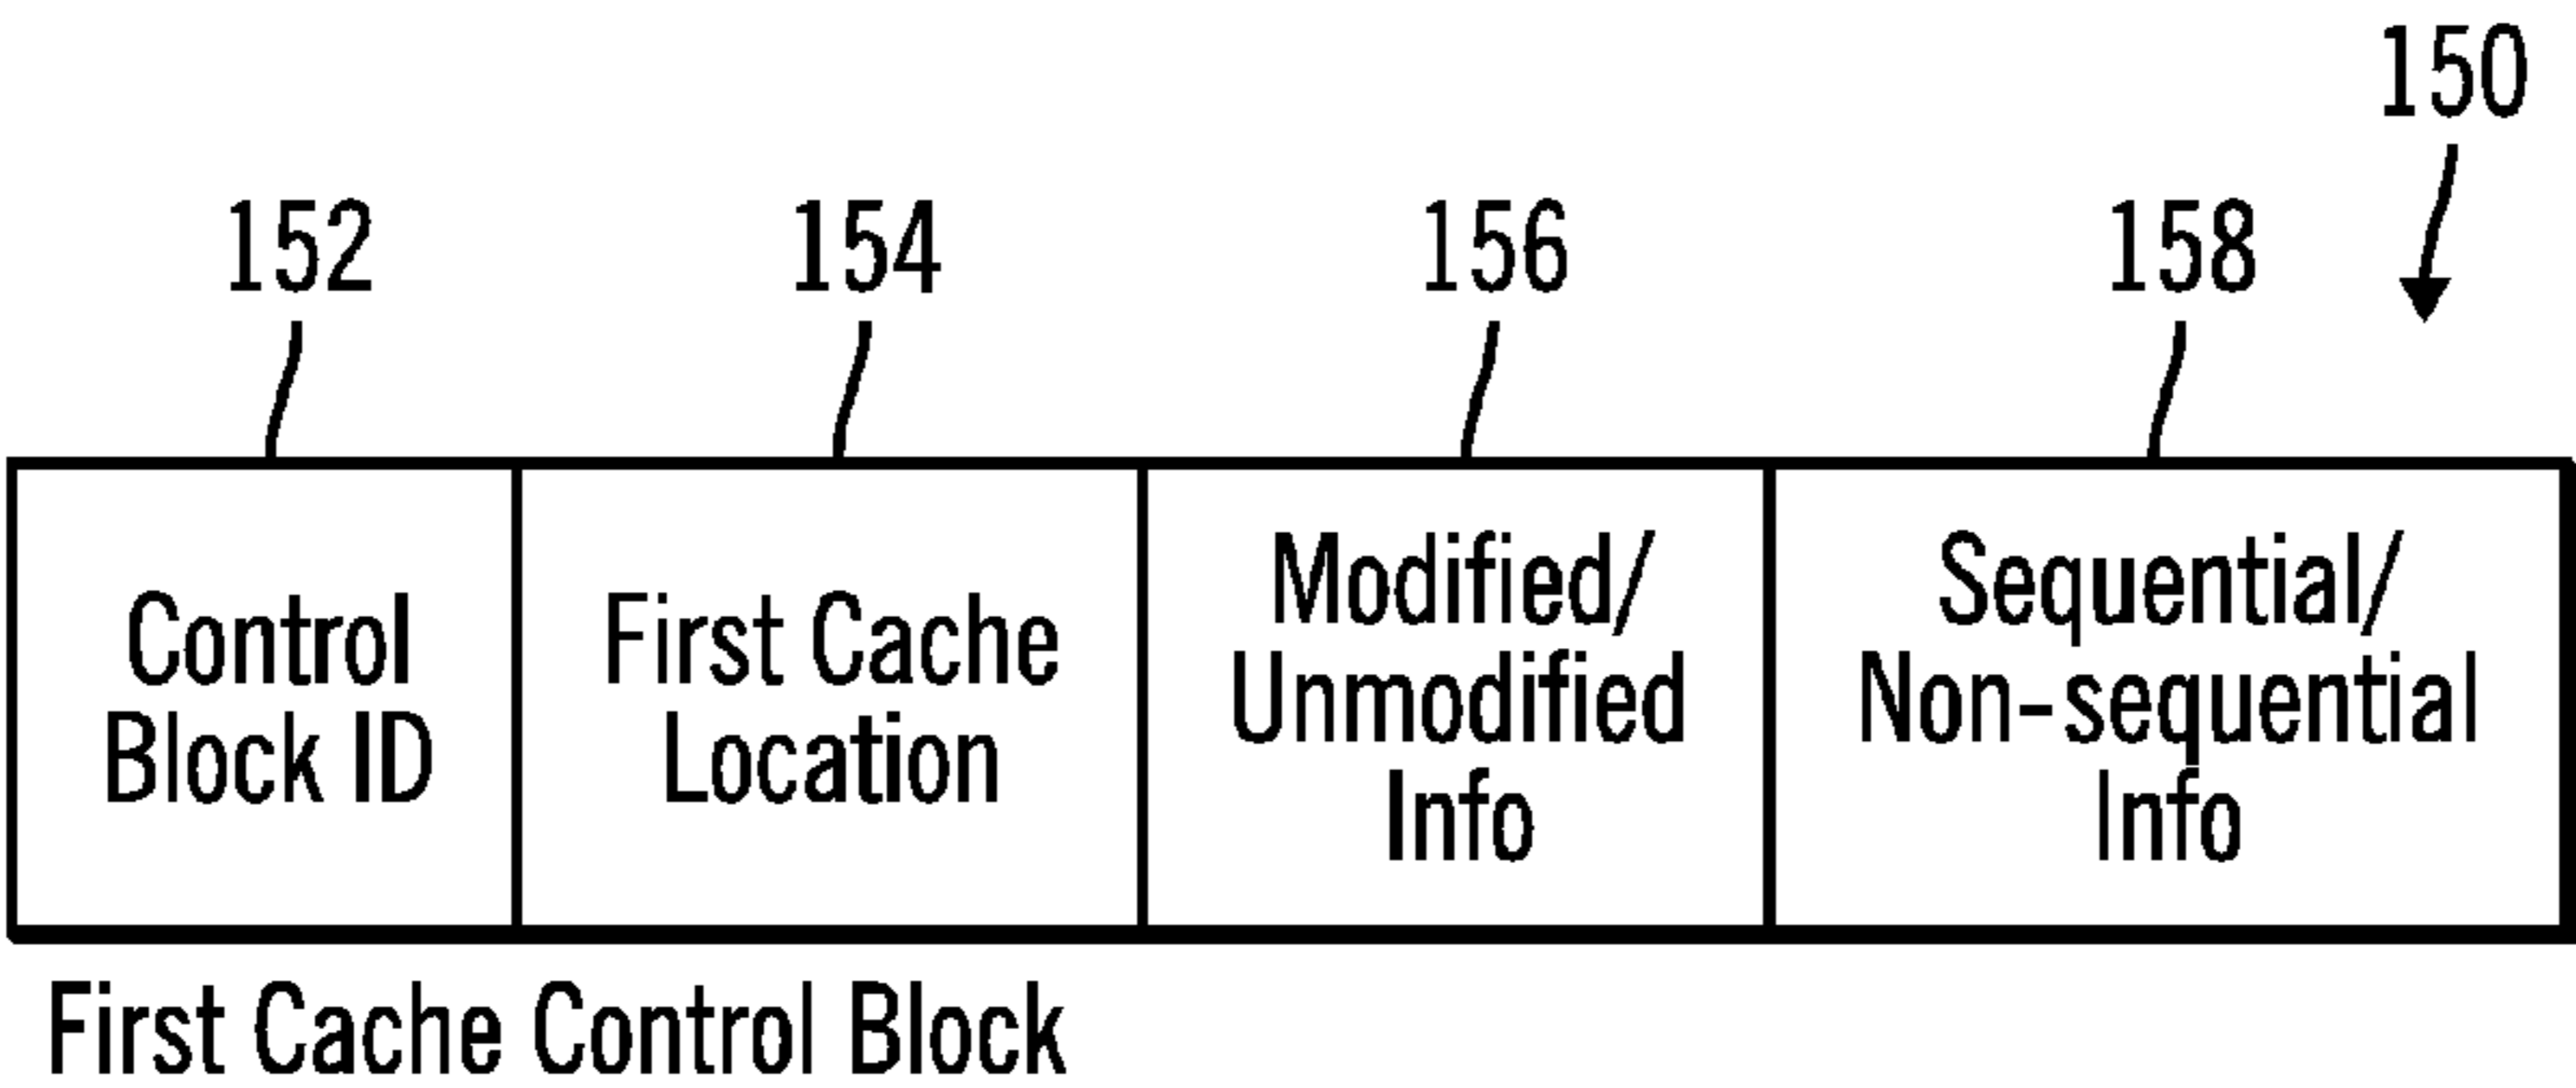 150
152
154
156
158
Control
Block ID
First Cache
Location
Modified/
Unmodified
Info
Sequential/
Non-sequential
Info
First Cache Control Block